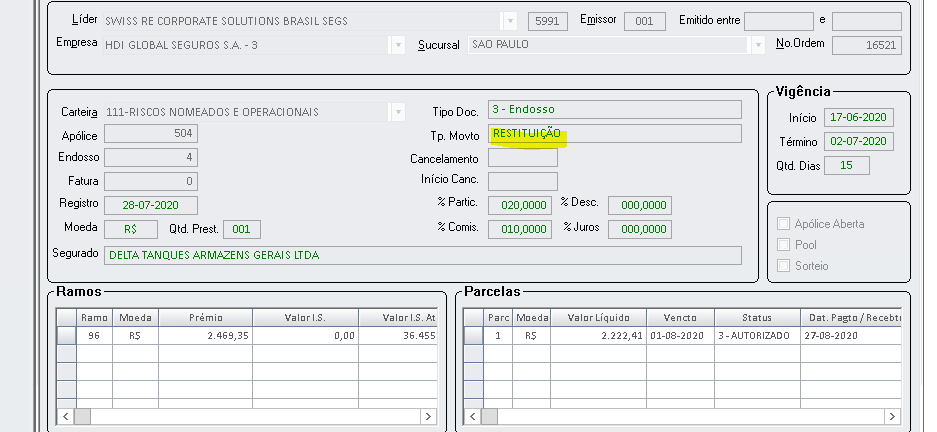 Líder SWISS RE CORPORATE SOLUTIONS BRASIL SEGS 5991 Emissor 001 Emitido entre e
Empresa HDI GLOBAL SEGUROS S.A. - 3 Sucursal SAO PAULO No.Ordem 16521
Carteira 111-RISCOS NOMEADOS E OPERACIONAIS Tipo Doc. 3 - Endosso
Apólice 504 Tp. Movto RESTITUIÇÃO
Endosso 4 Cancelamento
Fatura 0 Início Canc.
Registro 28-07-2020 % Partic. 020,0000 % Desc. 000,0000
Moeda R$ Qtd. Prest. 001 % Comis. 010,0000 % Juros 000,0000
Segurado DELTA TANQUES ARMAZENS GERAIS LTDA
Vigência
Início 17-06-2020
Término 02-07-2020
Qtd. Dias 15
Apólice Aberta
Pool
Sorteio
Ramos
Ramo Moeda Prêmio Valor I.S. Valor I.S. At
96 R$ 2.469,35 0,00 36.455
Parcelas
Parc Moeda Valor Líquido Vencto Status Dat. Pagto / Recebto
1 R$ 2.222,41 01-08-2020 3 - AUTORIZADO 27-08-2020